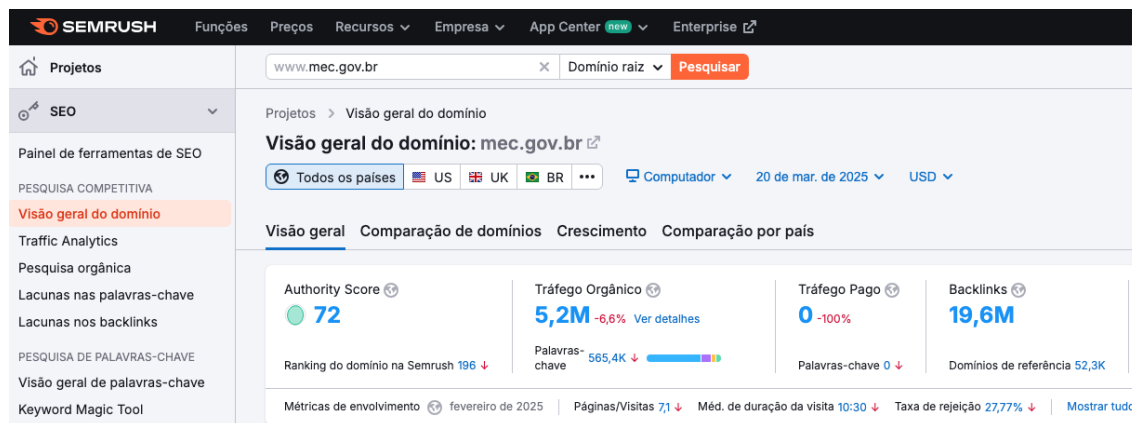 SEMRUSH Funções Preços Recursos Empresa App Center new Enterprise
Projetos
www.mec.gov.br Domínio raiz Pesquisar
SEO
Projetos > Visão geral do domínio
Visão geral do domínio: mec.gov.br
Painel de ferramentas de SEO
Todos os países US UK BR ••• Computador 20 de mar. de 2025 USD
PESQUISA COMPETITIVA
Visão geral do domínio
Visão geral Comparação de domínios Crescimento Comparação por país
Traffic Analytics
Pesquisa orgânica
Lacunas nas palavras-chave
Lacunas nos backlinks
PESQUISA DE PALAVRAS-CHAVE
Visão geral de palavras-chave
Keyword Magic Tool
Authority Score Tráfego Orgânico Tráfego Pago Backlinks
72 5,2M -6,6% Ver detalhes 0 -100% 19,6M
Ranking do domínio na Semrush 196 ↓
Palavras-
chave 565,4K ↓
Palavras-chave 0 ↓ Domínios de referência 52,3K
Métricas de envolvimento fevereiro de 2025 Páginas/Visitas 7,1 ↓ Méd. de duração da visita 10:30 ↓ Taxa de rejeição 27,77% ↓ Mostrar tudo